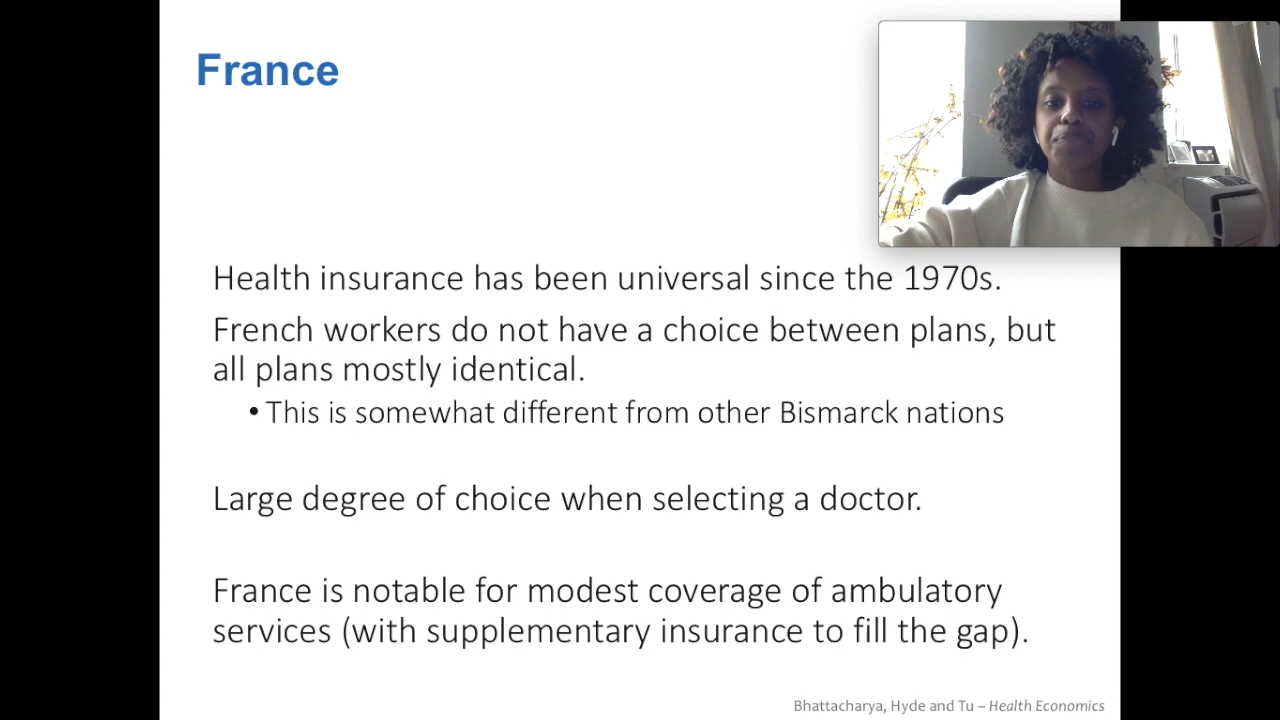 France
Health insurance has been universal since the 1970s.
French workers do not have a choice between plans, but
all plans mostly identical.
• This is somewhat different from other Bismarck nations
Large degree of choice when selecting a doctor.
France is notable for modest coverage of ambulatory
services (with supplementary insurance to fill the gap).
Bhattacharya, Hyde and Tu – Health Economics